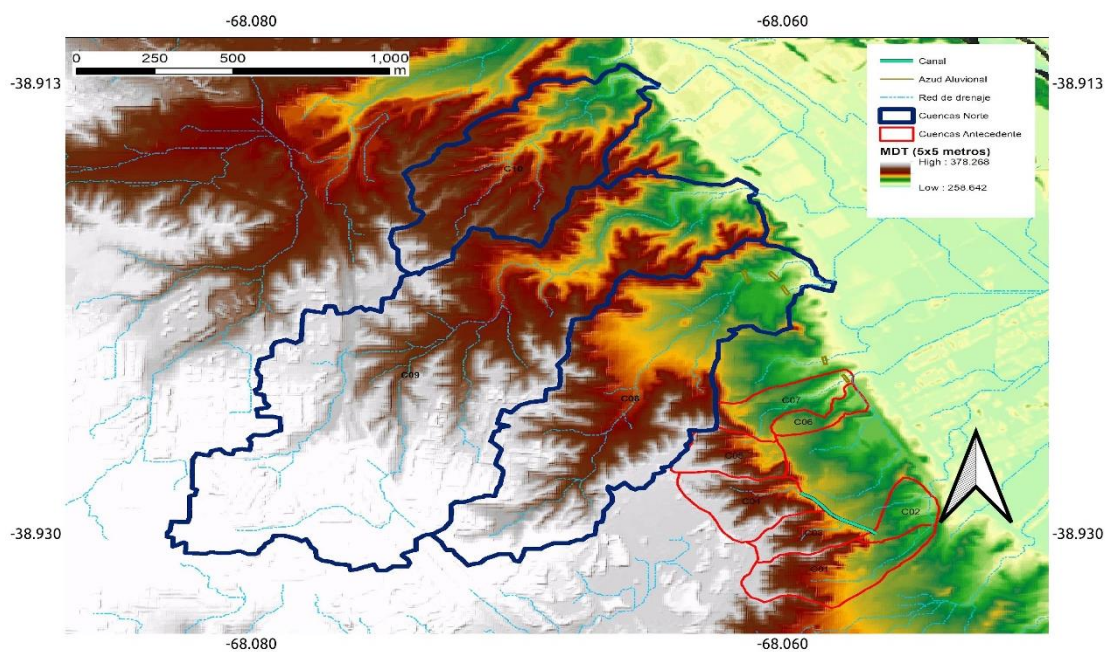 -68.080
-68.060
0 250 500 1,000
m
-38.913
-38.913
Canal
Azud Aluvional
Red de drenaje
Cuencas Norte
Cuencas Antecedente
MDT (5x5 metros)
High : 378.268
Low : 258.642
C10
C09
C08
C07
C06
C02
C01
-38.930
-38.930
-68.080
-68.060